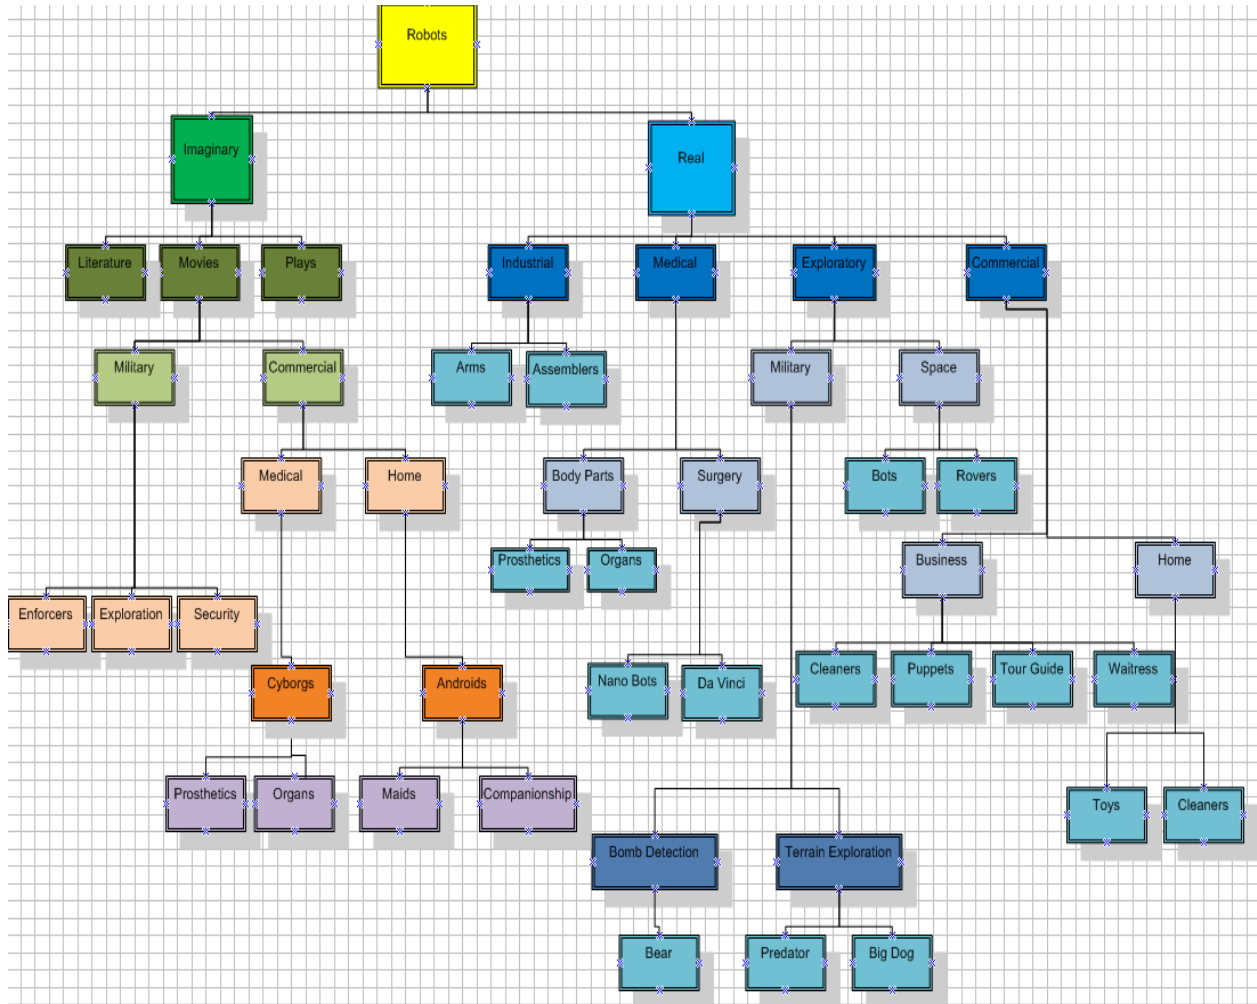 Robots
Imaginary
Real
Literature
Movies
Plays
Industrial
Medical
Exploratory
Commercial
Military
Commercial
Arms
Assemblers
Military
Space
Medical
Home
Body Parts
Surgery
Bots
Rovers
Prosthetics
Organs
Business
Home
Enforcers
Exploration
Security
Cyborgs
Androids
Nano Bots
Da Vinci
Cleaners
Puppets
Tour Guide
Waitress
Prosthetics
Organs
Maids
Companionship
Toys
Cleaners
Bomb Detection
Terrain Exploration
Bear
Predator
Big Dog